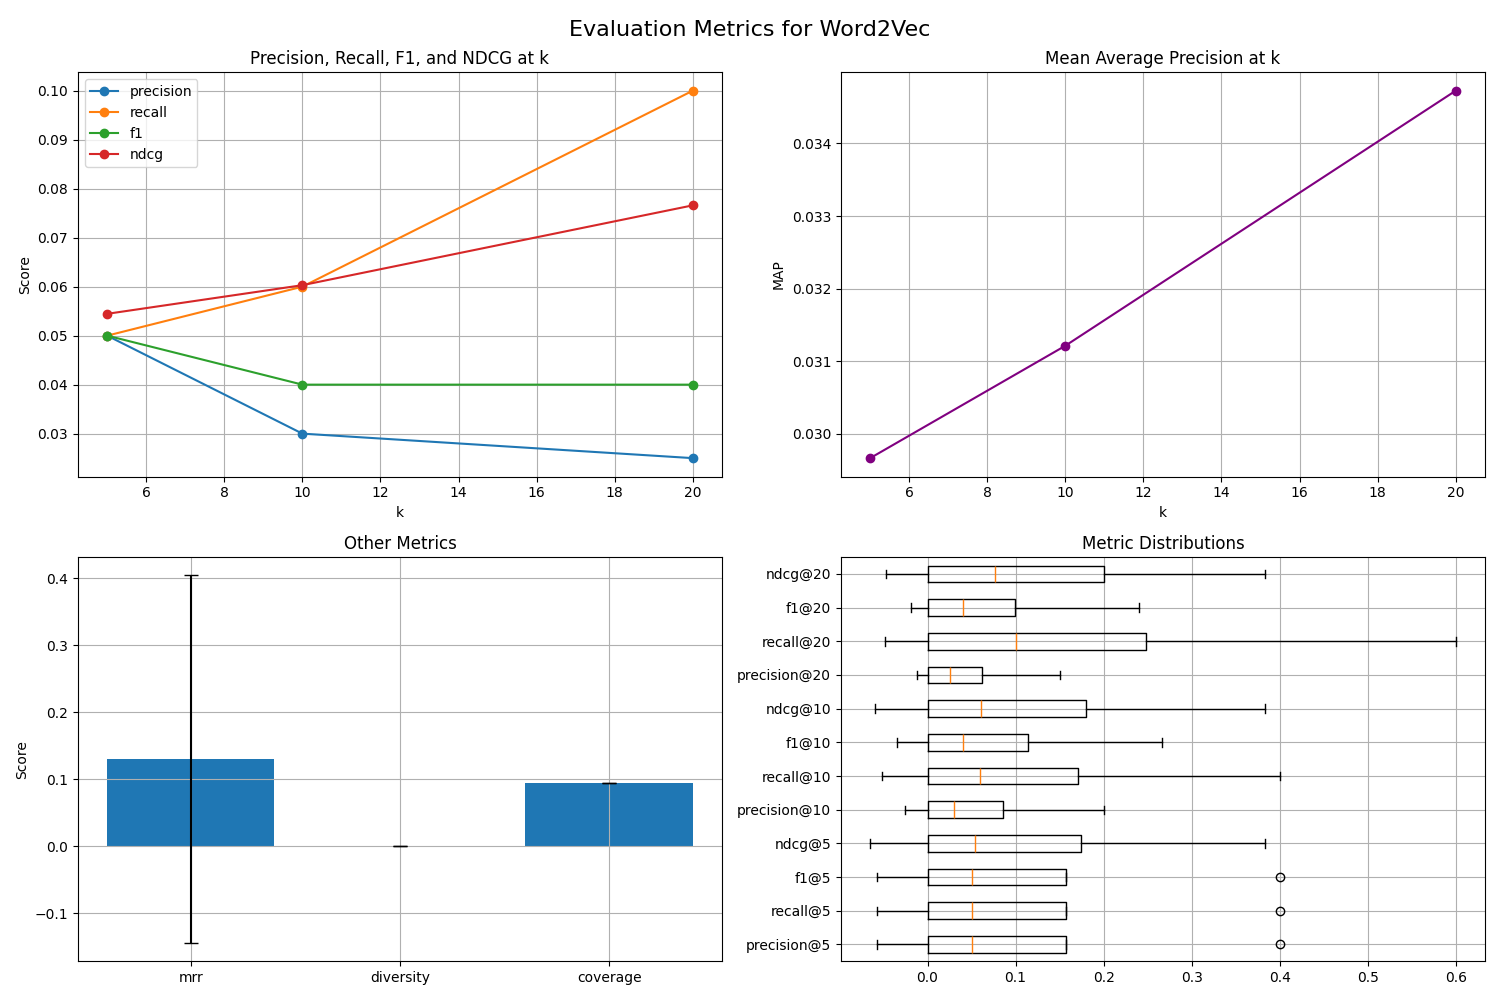 Evaluation Metrics for Word2Vec
Precision, Recall, F1, and NDCG at k
0.10
0.09
0.08
0.07
0.06
0.05
0.04
0.03
Score
precision
recall
f1
ndcg
6 8 10 12 14 16 18 20
k
Mean Average Precision at k
0.034
0.033
0.032
0.031
0.030
MAP
6 8 10 12 14 16 18 20
k
Other Metrics
0.4
0.3
0.2
0.1
0.0
−0.1
Score
mrr diversity coverage
Metric Distributions
ndcg@20
f1@20
recall@20
precision@20
ndcg@10
f1@10
recall@10
precision@10
ndcg@5
f1@5
recall@5
precision@5
0.0 0.1 0.2 0.3 0.4 0.5 0.6